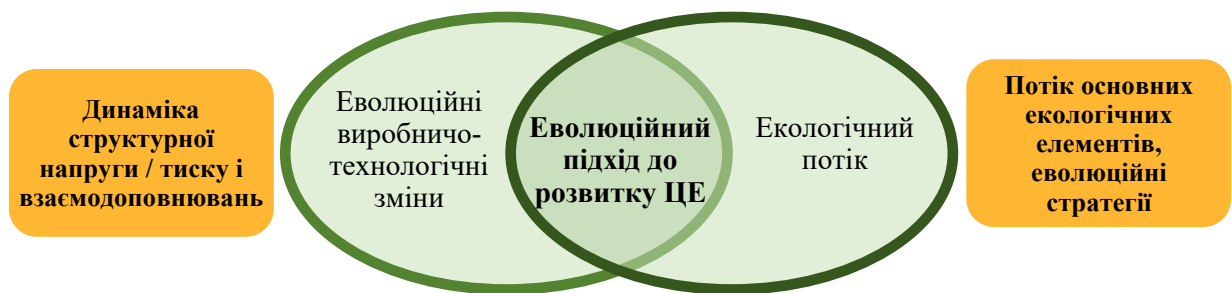 Динаміка
структурної
напруги / тиску і
взаємодоповнювань
Еволюційні
виробничо-
технологічні
зміни
Еволюційний
підхід до
розвитку ЦЕ
Екологічний
потік
Потік основних
екологічних
елементів,
еволюційні
стратегії